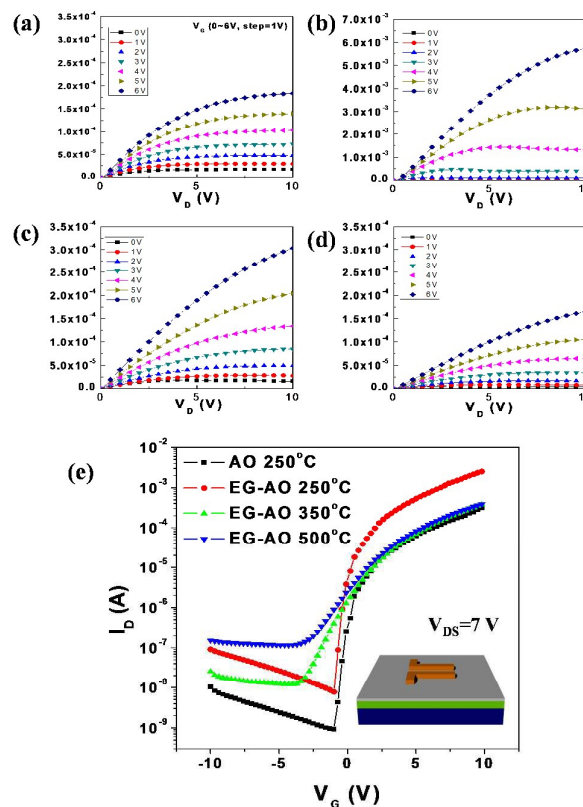 (a)
V_G (0~6V, step=1V)
3.5x10^-4
3.0x10^-4
2.5x10^-4
2.0x10^-4
1.5x10^-4
1.0x10^-4
5.0x10^-5
0.0
0V
1V
2V
3V
4V
5V
6V
0 5 10
V_D (V)
(b)
7.0x10^-3
6.0x10^-3
5.0x10^-3
4.0x10^-3
3.0x10^-3
2.0x10^-3
1.0x10^-3
0.0
0V
1V
2V
3V
4V
5V
6V
0 5
V_D (V)
(c)
3.5x10^-4
3.0x10^-4
2.5x10^-4
2.0x10^-4
1.5x10^-4
1.0x10^-4
5.0x10^-5
0.0
0V
1V
2V
3V
4V
5V
6V
0 5 10
V_D (V)
(d)
3.5x10^-4
3.0x10^-4
2.5x10^-4
2.0x10^-4
1.5x10^-4
1.0x10^-4
5.0x10^-5
0.0
0V
1V
2V
3V
4V
5V
6V
0 5
V_D (V)
(e)
AO 250°C
EG-AO 250°C
EG-AO 350°C
EG-AO 500°C
10^-2
10^-3
10^-4
10^-5
10^-6
10^-7
10^-8
10^-9
I_D (A)
V_DS=7 V
-10 -5 0 5 10
V_G (V)